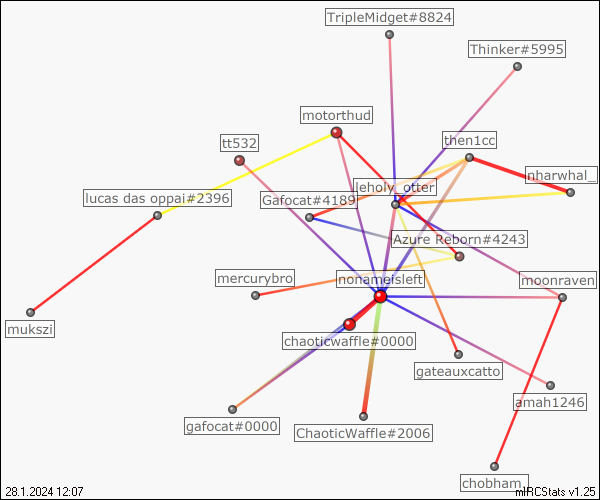 TripleMidget#8824
Thinker#5995
motorthud
then1cc
tt532
nharwhal_
leholy_otter
lucas das oppai#2396
Gafocat#4189
Azure Reborn#4243
mercurybro
nonameisleft
moonraven
mukszi
chaoticwaffle#0000
gateauxcatto
amah1246
gafocat#0000
ChaoticWaffle#2006
chobham_
28.1.2024 12:07
mIRCStats v1.25